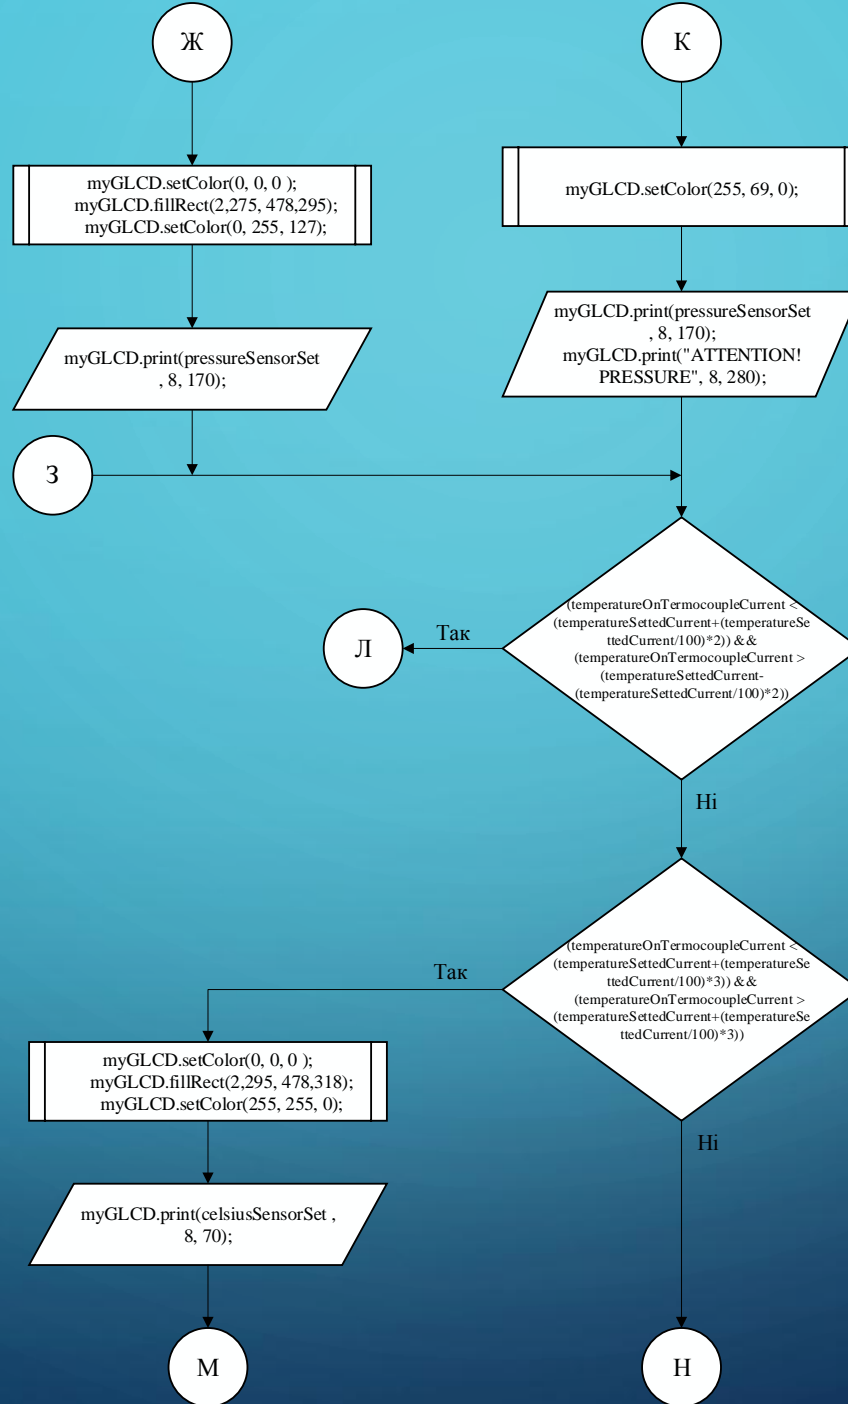 Ж
К
myGLCD.setColor(0, 0, 0 );
myGLCD.fillRect(2,275, 478,295);
myGLCD.setColor(0, 255, 127);
myGLCD.setColor(255, 69, 0);
myGLCD.print(pressureSensorSet
, 8, 170);
myGLCD.print(pressureSensorSet
, 8, 170);
myGLCD.print("ATTENTION!
PRESSURE", 8, 280);
З
(temperatureOnTermocoupleCurrent <
(temperatureSettedCurrent+(temperatureSe
ttedCurrent/100)*2)) &&
(temperatureOnTermocoupleCurrent >
(temperatureSettedCurrent-
(temperatureSettedCurrent/100)*2))
Так
Л
Ні
(temperatureOnTermocoupleCurrent <
(temperatureSettedCurrent+(temperatureSe
ttedCurrent/100)*3)) &&
(temperatureOnTermocoupleCurrent >
(temperatureSettedCurrent+(temperatureSe
ttedCurrent/100)*3))
Так
myGLCD.setColor(0, 0, 0 );
myGLCD.fillRect(2,295, 478,318);
myGLCD.setColor(255, 255, 0);
Ні
myGLCD.print(celsiusSensorSet ,
8, 70);
М
Н